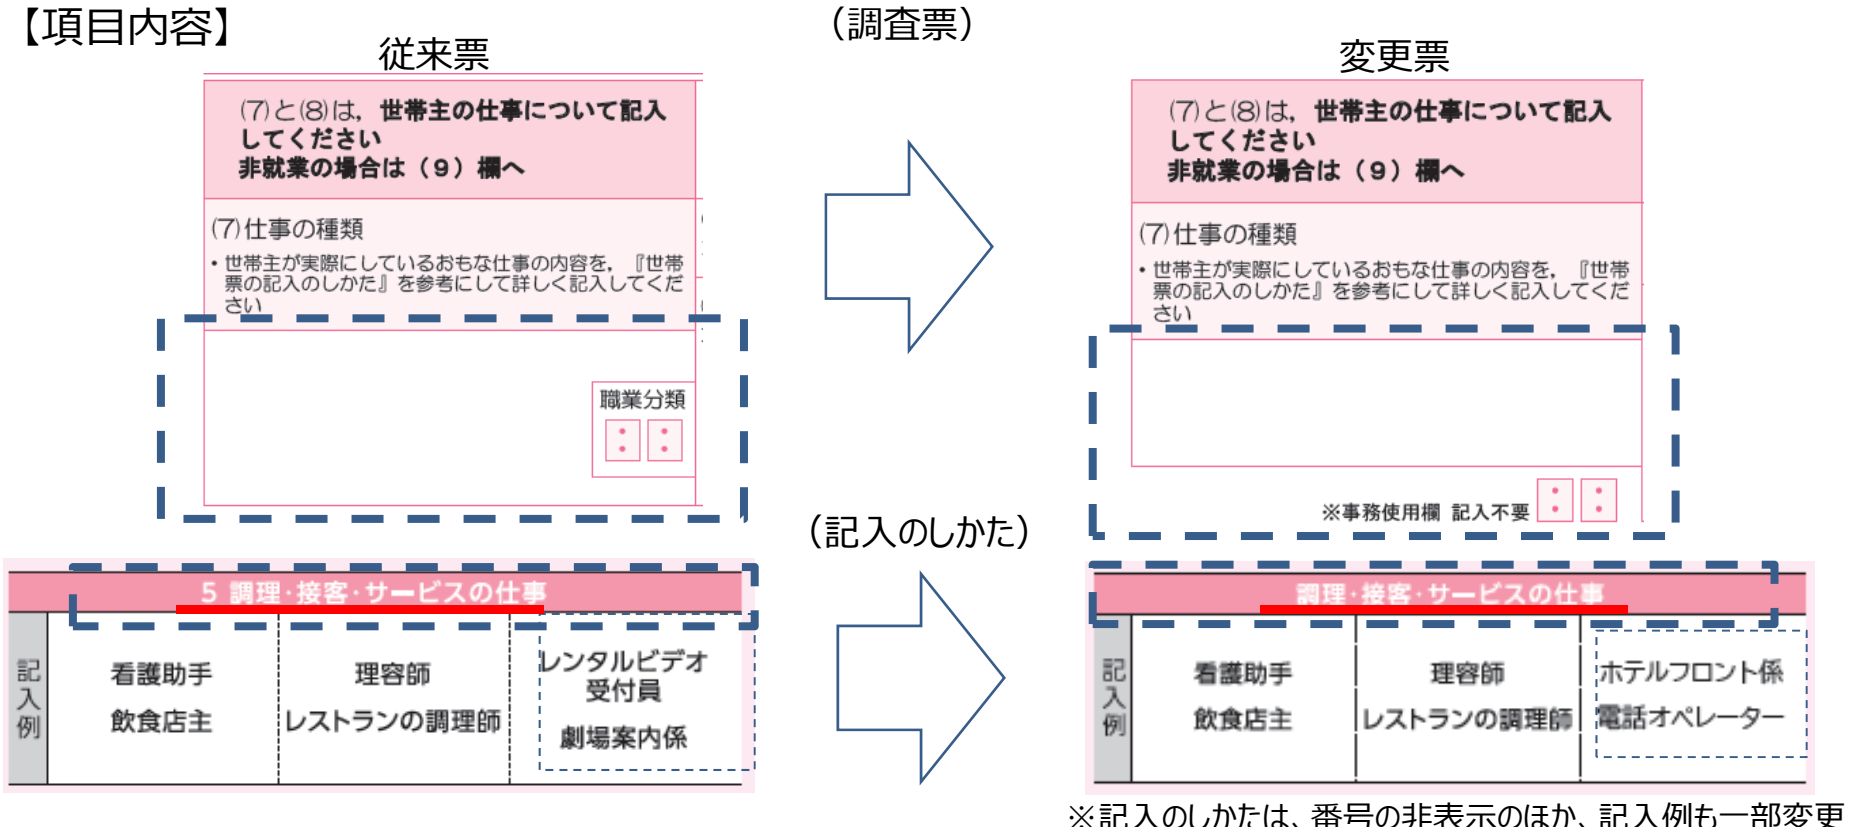 【項目内容】
(調査票)
従来票
変更票
(7)と(8)は，世帯主の仕事について記入
してください
非就業の場合は（９）欄へ
(7)仕事の種類
・世帯主が実際にしているおもな仕事の内容を，『世帯
票の記入のしかた』を参考にして詳しく記入してくだ
さい
職業分類
(7)と(8)は，世帯主の仕事について記入
してください
非就業の場合は（９）欄へ
(7)仕事の種類
・世帯主が実際にしているおもな仕事の内容を，『世帯
票の記入のしかた』を参考にして詳しく記入してくだ
さい
※事務使用欄 記入不要
(記入のしかた)
5 調理・接客・サービスの仕事
記入例
看護助手
飲食店主
理容師
レストランの調理師
レンタルビデオ
受付員
劇場案内係
調理・接客・サービスの仕事
記入例
看護助手
飲食店主
理容師
レストランの調理師
ホテルフロント係
電話オペレーター
※記入のしかたは、番号の非表示のほか、記入例も一部変更